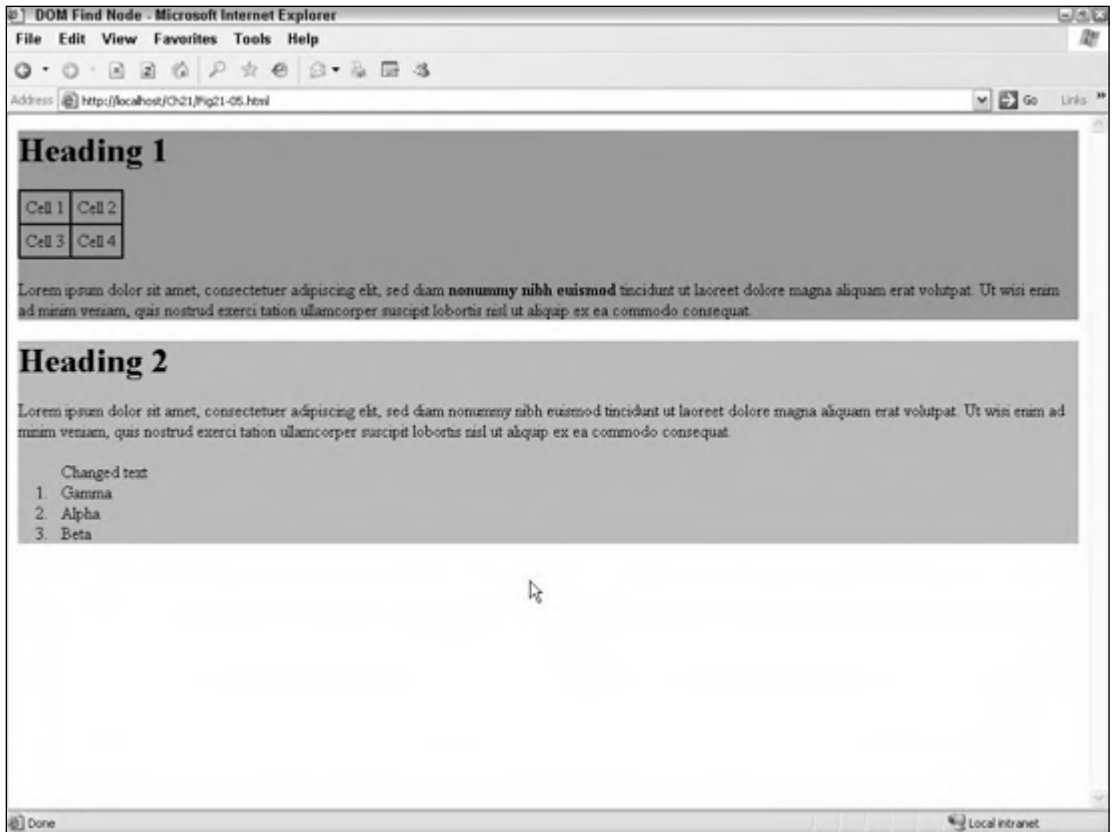 DOM Find Node - Microsoft Internet Explorer
File Edit View Favorites Tools Help
Address http://localhost/Ch21/Fig21-05.html Go Links
Heading 1
Cell 1 Cell 2
Cell 3 Cell 4
Lorem ipsum dolor sit amet, consectetuer adipiscing elit, sed diam nonummy nibh euismod tincidunt ut laoreet dolore magna aliquam erat volutpat. Ut wisi enim
ad minim veniam, quis nostrud exerci tation ullamcorper suscipit lobortis nisl ut aliquip ex ea commodo consequat.
Heading 2
Lorem ipsum dolor sit amet, consectetuer adipiscing elit, sed diam nonummy nibh euismod tincidunt ut laoreet dolore magna aliquam erat volutpat. Ut wisi enim ad
minim veniam, quis nostrud exerci tation ullamcorper suscipit lobortis nisl ut aliquip ex ea commodo consequat.
Changed text
1. Gamma
2. Alpha
3. Beta
Done Local intranet